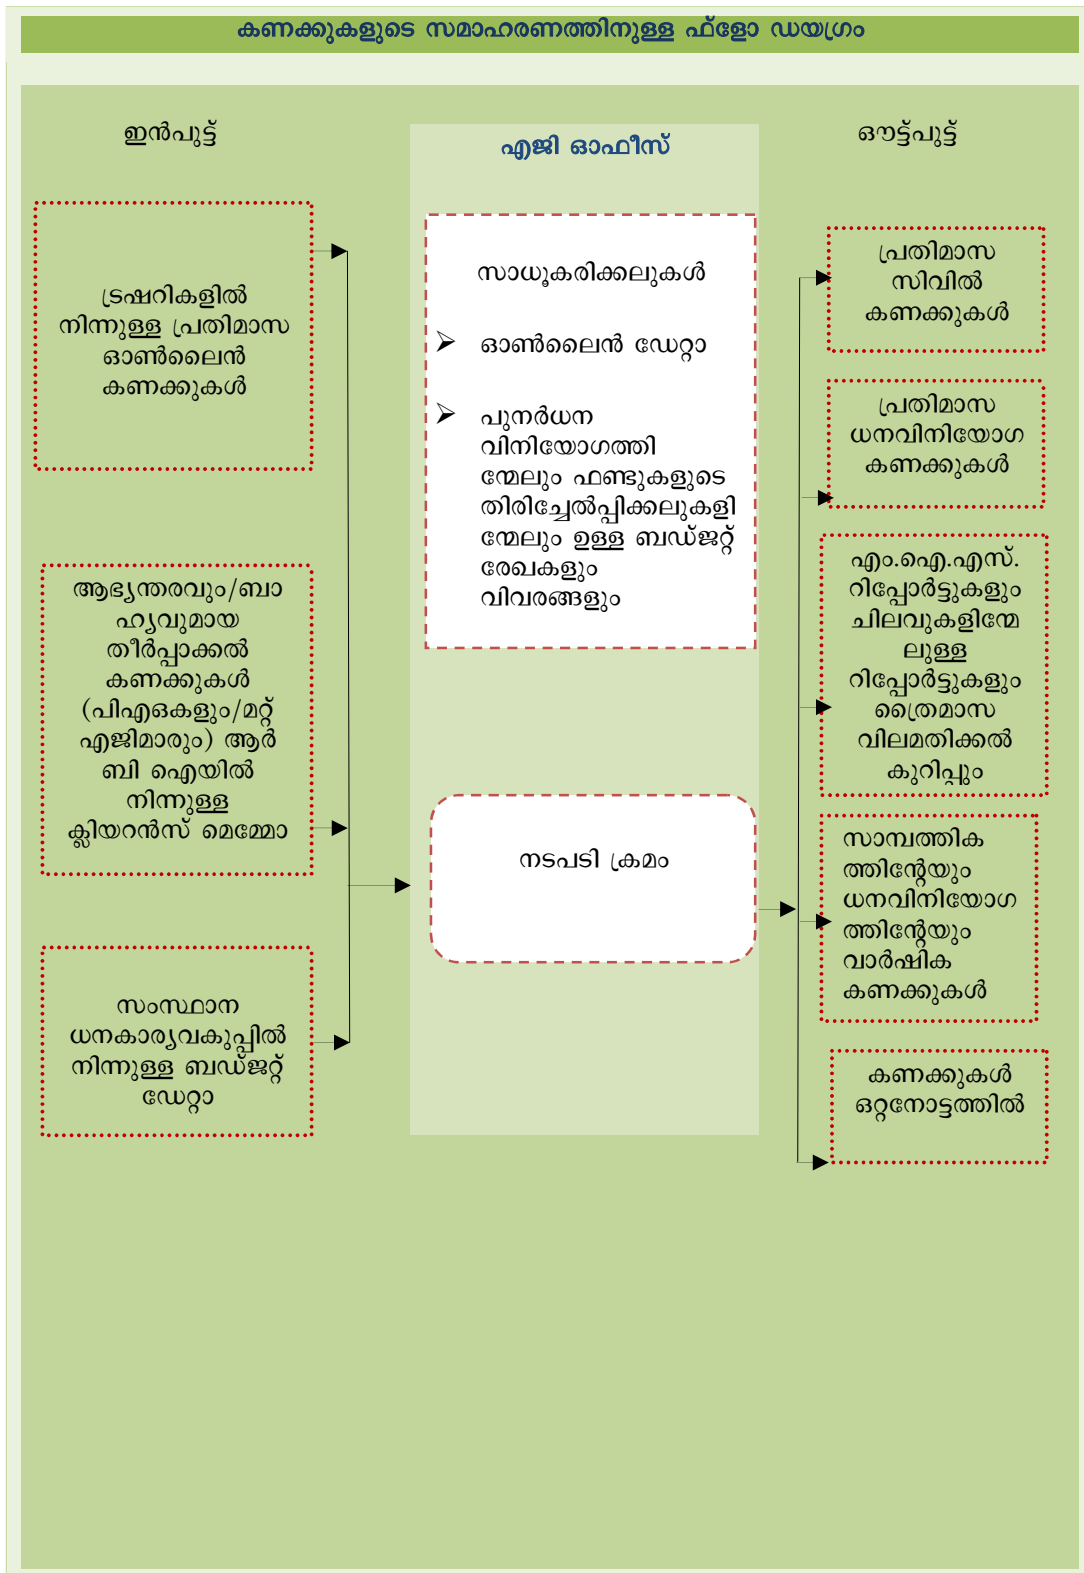 കണക്കുകളുടെ സമാഹരണത്തിനുള്ള ഫ്ളോ ഡയഗ്രം
ഇൻപുട്ട്
ട്രഷറികളിൽ
നിന്നുള്ള പ്രതിമാസ
ഓൺലൈൻ
കണക്കുകൾ
ആഭ്യന്തരവും/ബാ
ഹ്യവുമായ
തീർപ്പാക്കൽ
കണക്കുകൾ
(പിഎഒകളും/മറ്റ്
എജിമാരും) ആർ
ബി ഐയിൽ
നിന്നുള്ള
ക്ലിയറൻസ് മെമ്മോ
സംസ്ഥാന
ധനകാര്യവകുപ്പിൽ
നിന്നുള്ള ബഡ്ജറ്റ്
ഡേറ്റാ
എജി ഓഫീസ്
സാധൂകരിക്കലുകൾ
➢ ഓൺലൈൻ ഡേറ്റാ
➢ പുനർധന
വിനിയോഗത്തി
ന്മേലും ഫണ്ടുകളുടെ
തിരിച്ചേൽപ്പിക്കലുകളി
ന്മേലും ഉള്ള ബഡ്ജറ്റ്
രേഖകളും
വിവരങ്ങളും
നടപടി ക്രമം
ഔട്ട്പുട്ട്
പ്രതിമാസ
സിവിൽ
കണക്കുകൾ
പ്രതിമാസ
ധനവിനിയോഗ
കണക്കുകൾ
എം.ഐ.എസ്.
റിപ്പോർട്ടുകളും
ചിലവുകളിന്മേ
ലുള്ള
റിപ്പോർട്ടുകളും
ത്രൈമാസ
വിലമതിക്കൽ
കുറിപ്പും
സാമ്പത്തിക
ത്തിന്റേയും
ധനവിനിയോഗ
ത്തിന്റേയും
വാർഷിക
കണക്കുകൾ
കണക്കുകൾ
ഒറ്റനോട്ടത്തിൽ